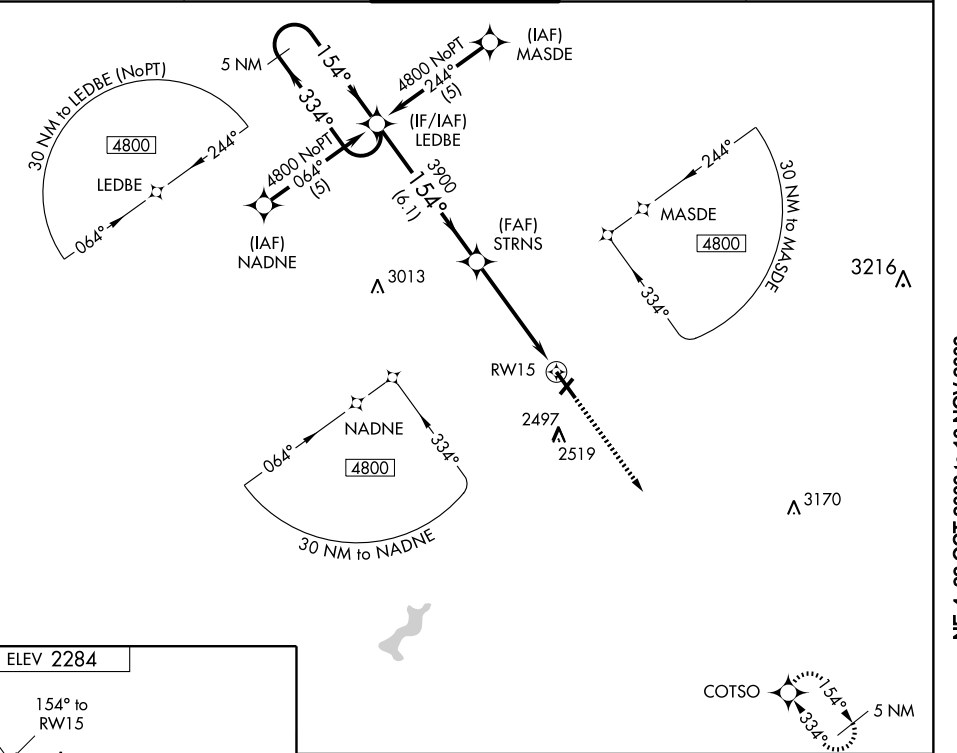 (IAF)
MASDE
5 NM
154°
334°
4800 NoPT
244°
(5)
(IF/IAF)
LEDBE
4800 NoPT
064°
(5)
(IAF)
NADNE
3900
154°
(6.1)
(FAF)
STRNS
30 NM to LEDBE (NoPT)
4800
LEDBE
244°
064°
244°
MASDE
4800
334°
30 NM to MASDE
3216
3013
RW15
2497
2519
3170
NADNE
064°
334°
4800
30 NM to NADNE
ELEV 2284
154° to
RW15
COTSO
154°
334°
5 NM